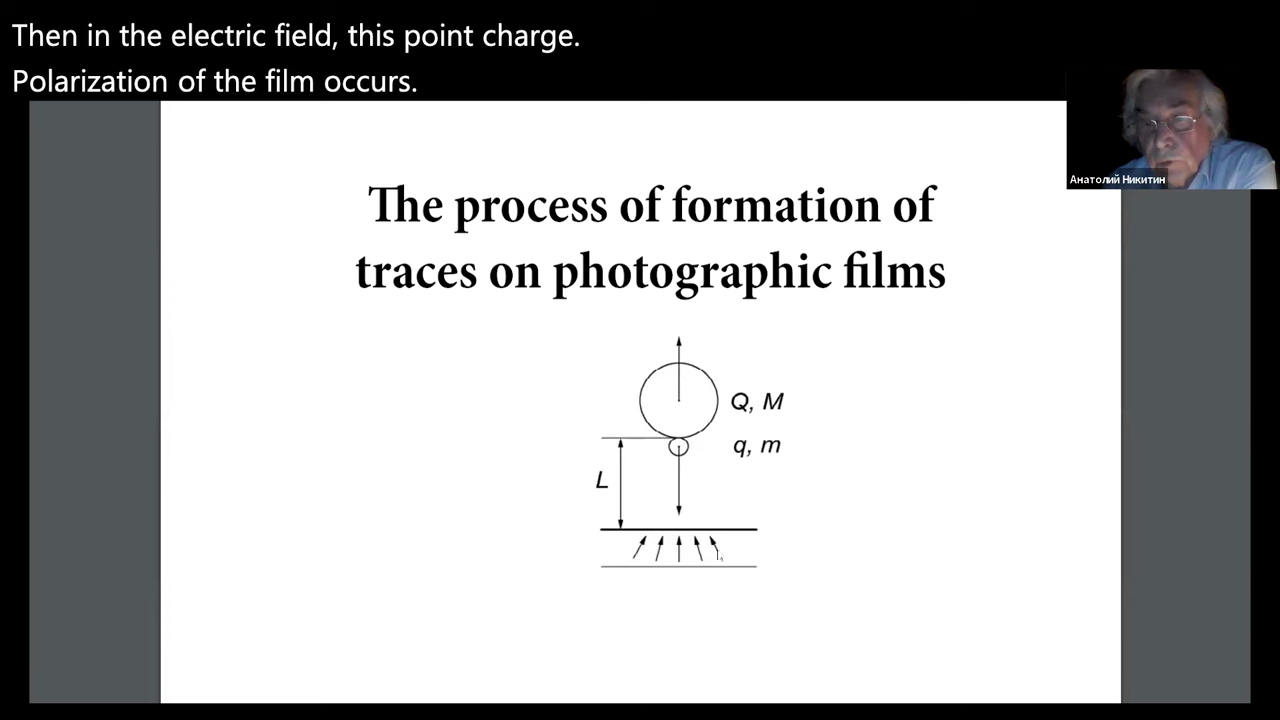 Then in the electric field, this point charge.
Polarization of the film occurs.
Анатолий Никитин
The process of formation of
traces on photographic films
Q, M
q, m
L